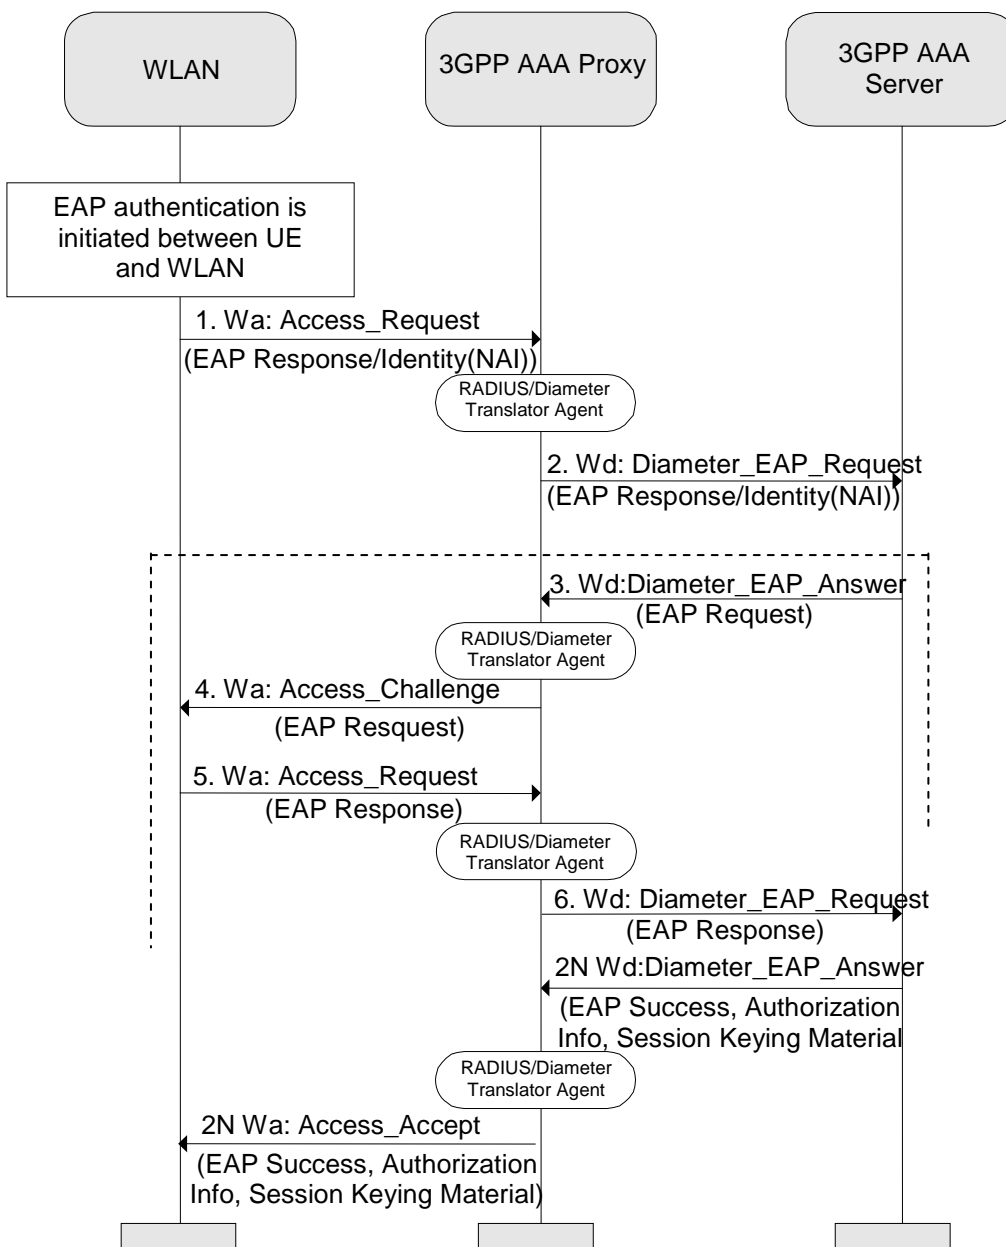 WLAN
3GPP AAA Proxy
3GPP AAA
Server
EAP authentication is
initiated between UE
and WLAN
1. Wa: Access_Request
(EAP Response/Identity(NAI))
RADIUS/Diameter
Translator Agent
2. Wd: Diameter_EAP_Request
(EAP Response/Identity(NAI))
3. Wd:Diameter_EAP_Answer
(EAP Request)
RADIUS/Diameter
Translator Agent
4. Wa: Access_Challenge
(EAP Resquest)
5. Wa: Access_Request
(EAP Response)
RADIUS/Diameter
Translator Agent
6. Wd: Diameter_EAP_Request
(EAP Response)
2N Wd:Diameter_EAP_Answer
(EAP Success, Authorization
Info, Session Keying Material
RADIUS/Diameter
Translator Agent
2N Wa: Access_Accept
(EAP Success, Authorization
Info, Session Keying Material)